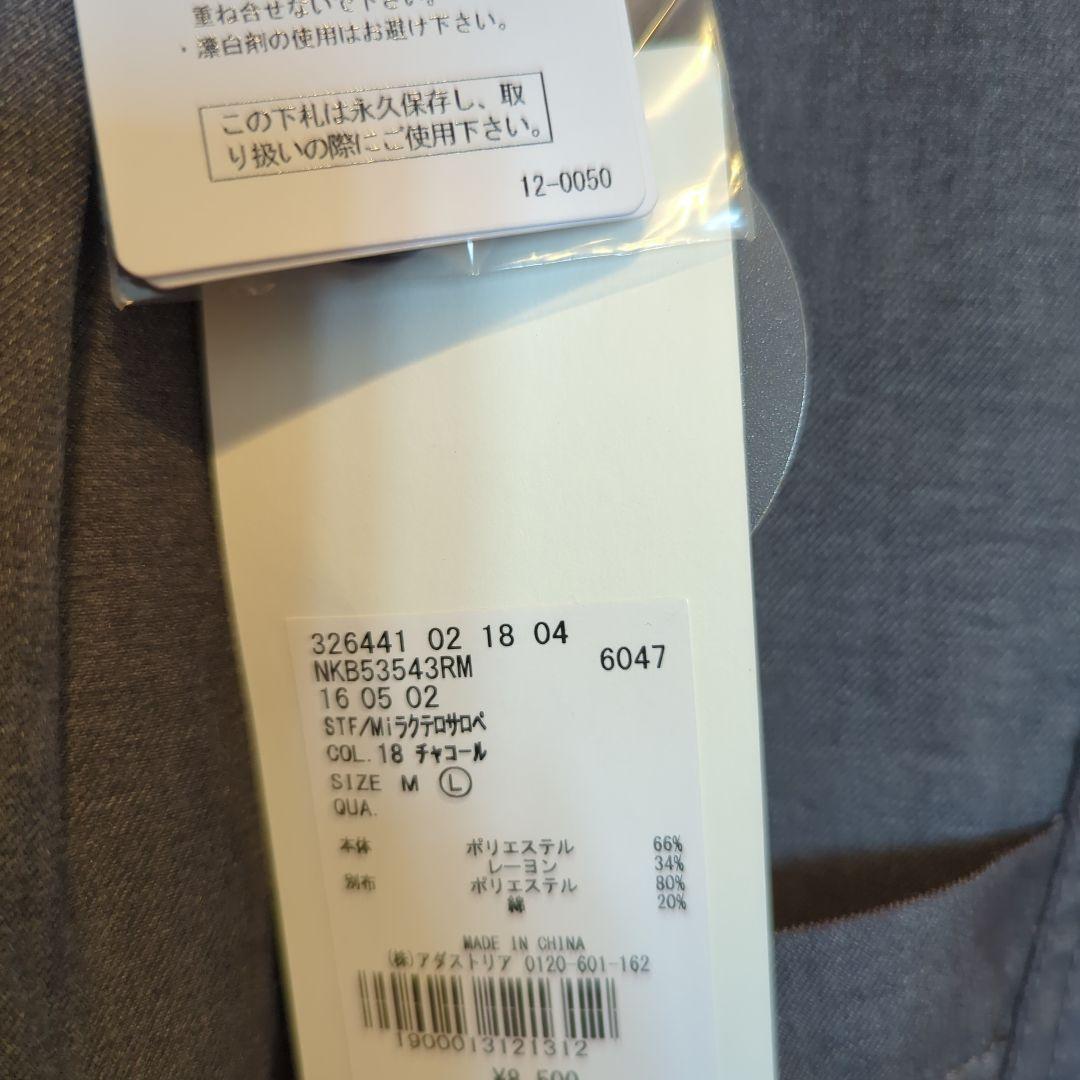 重ね合せないで下さい。
・漂白剤の使用はお避け下さい。
この下札は永久保存し、取
り扱いの際にご使用下さい。
12-0050
326441 02 18 04
NKB53543RM 6047
16 05 02
STF/Miラクテロサロペ
COL.18 チャコール
SIZE M Ⓛ
QUA.
本体 ポリエステル 66%
レーヨン 34%
別布 ポリエステル 80%
綿 20%
MADE IN CHINA
(株)アダストリア 0120-601-162
1900013121312
¥8,500